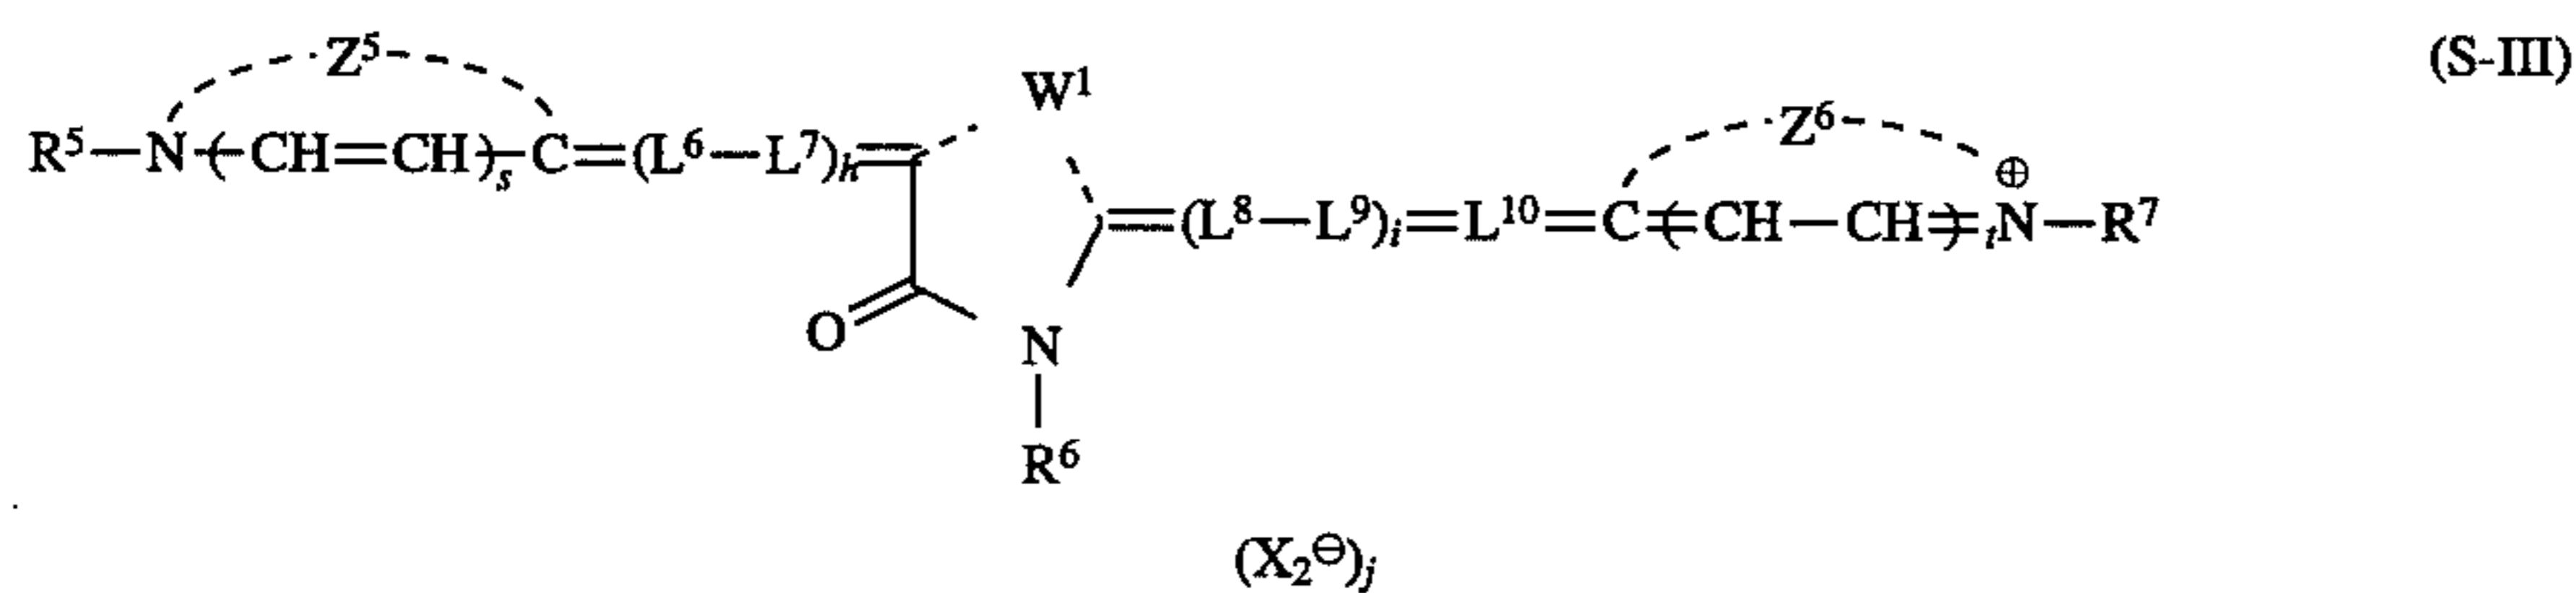 Z⁵ W¹ Z⁶ (S-III)
R⁵—N(—CH=CH)ₛ—C=(L⁶—L⁷)ₕ= =(L⁸—L⁹)ᵢ=L¹⁰=C(=CH—CH)=ₜN⊕—R⁷
O N
R⁶
(X₂⊖)ⱼ